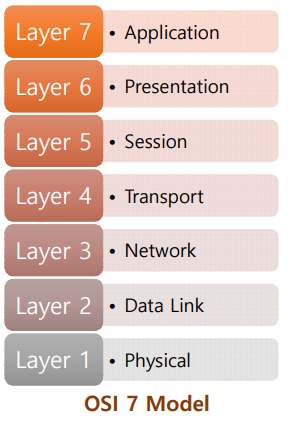 Layer 7 • Application
Layer 6 • Presentation
Layer 5 • Session
Layer 4 • Transport
Layer 3 • Network
Layer 2 • Data Link
Layer 1 • Physical
OSI 7 Model